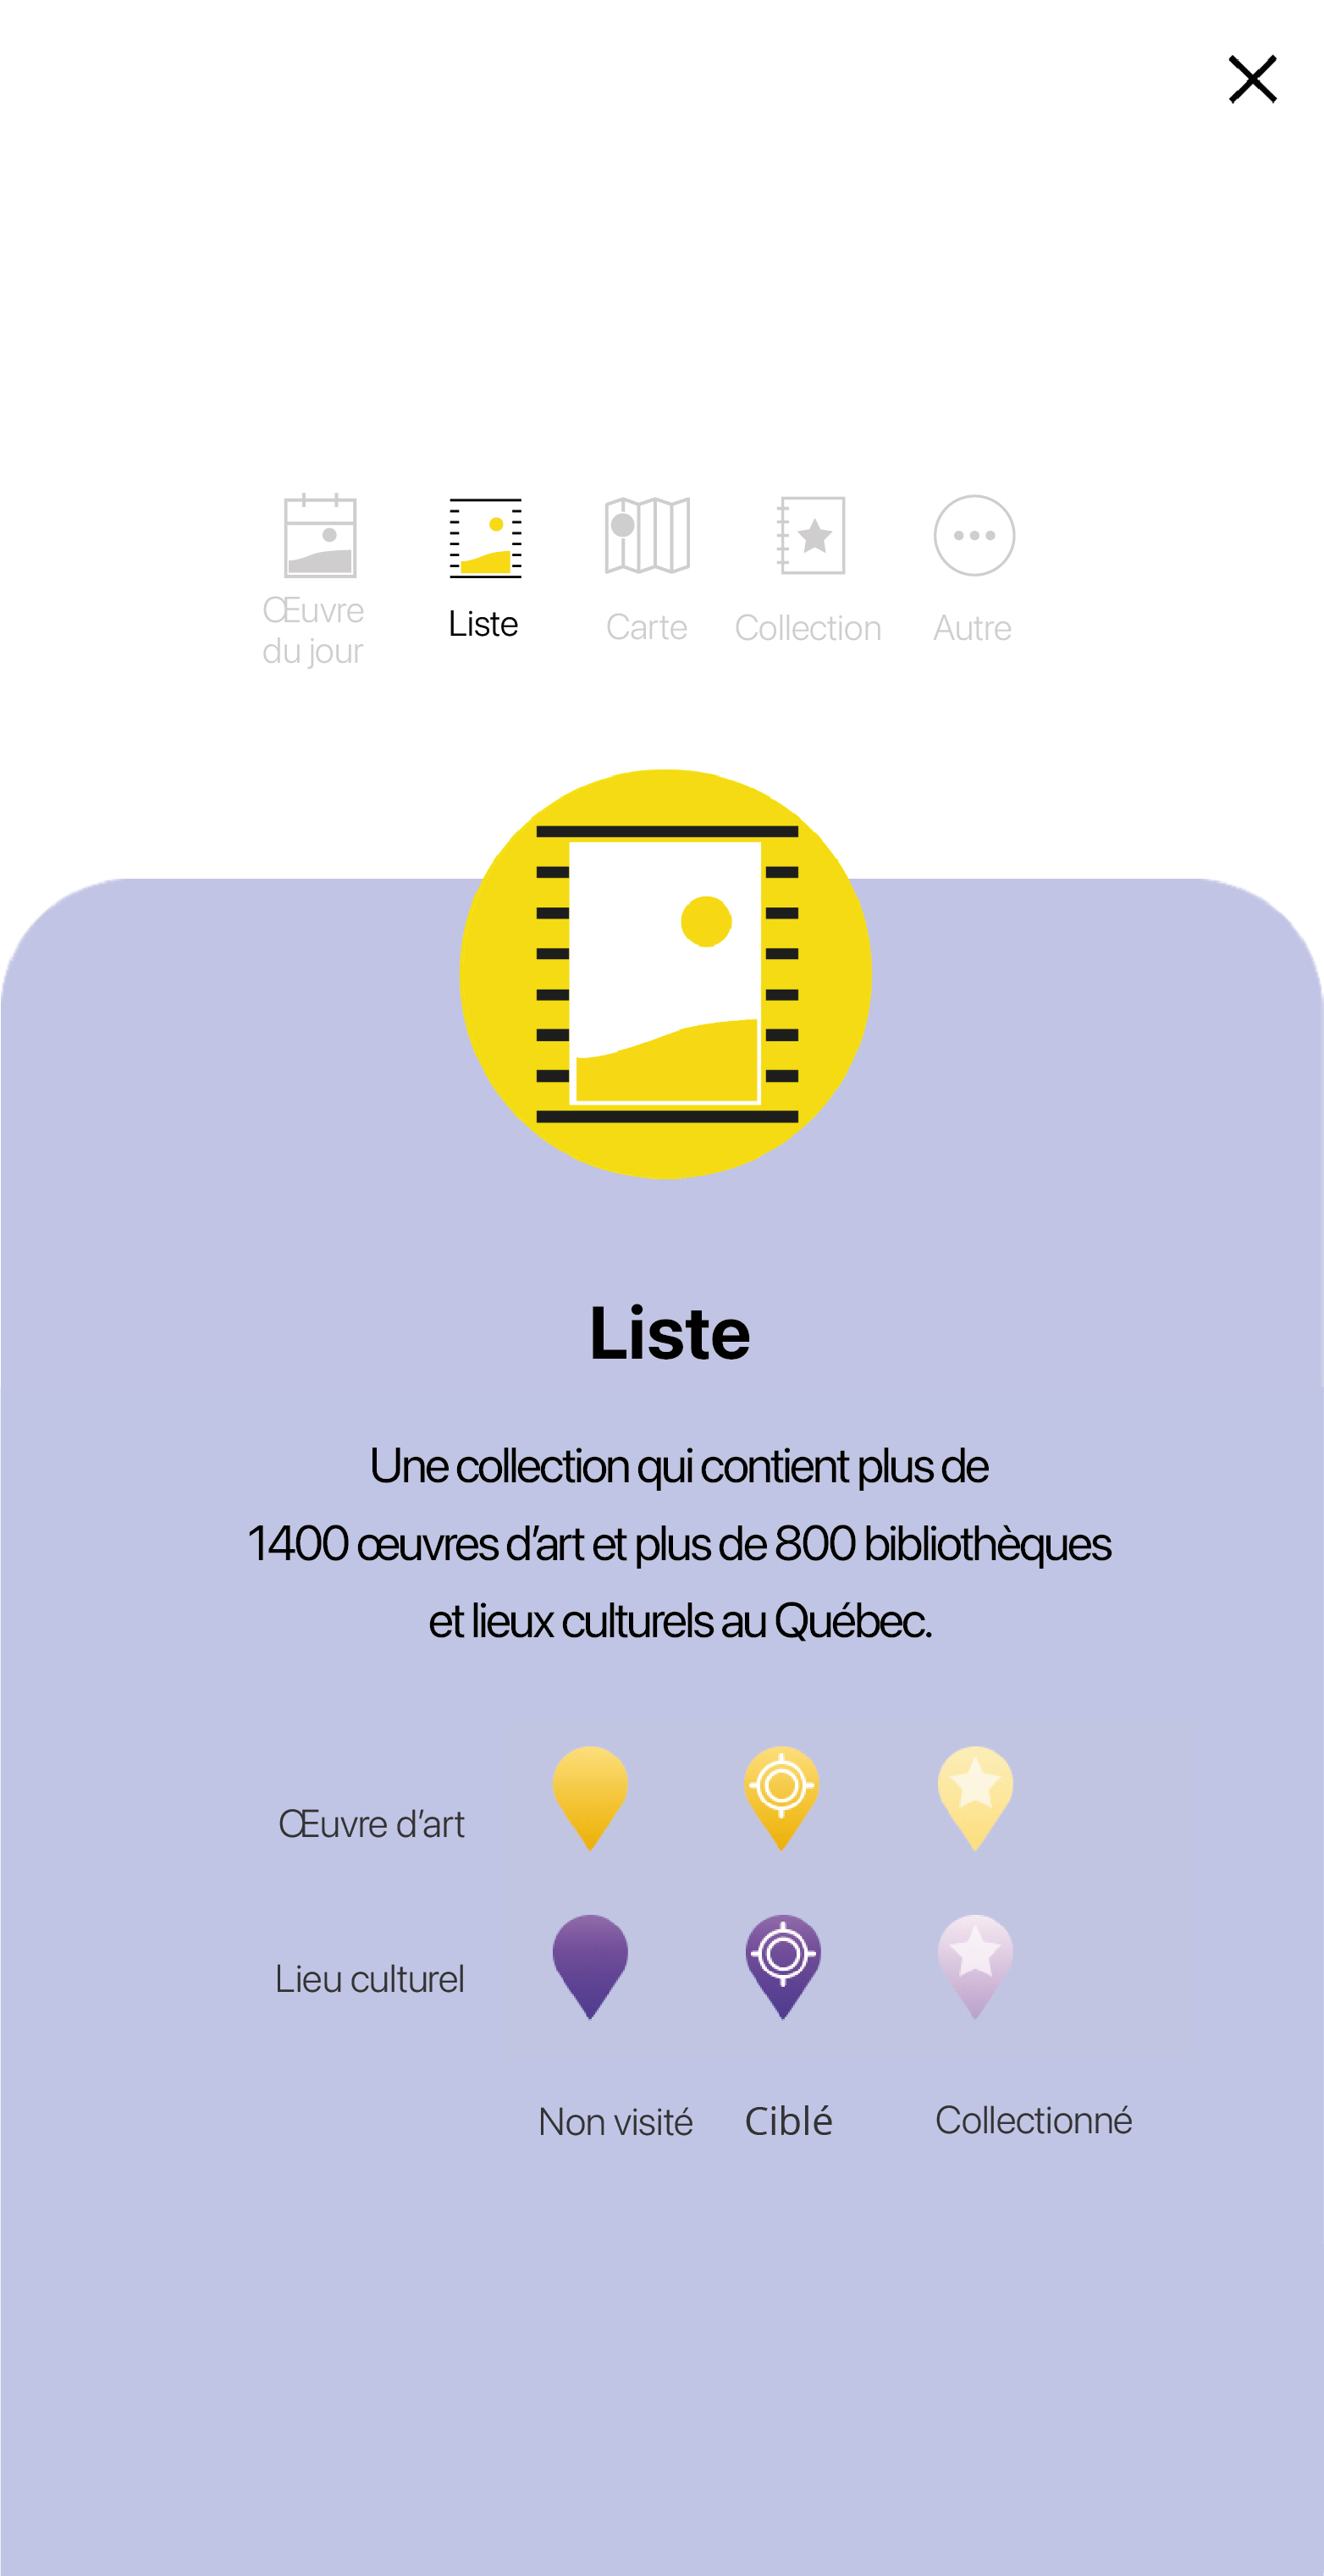 Œuvre
du jour
Liste
Carte
Collection
Autre
Liste
Une collection qui contient plus de
1400 œuvres d’art et plus de 800 bibliothèques
et lieux culturels au Québec.
Œuvre d’art
Lieu culturel
Non visité
Ciblé
Collectionné